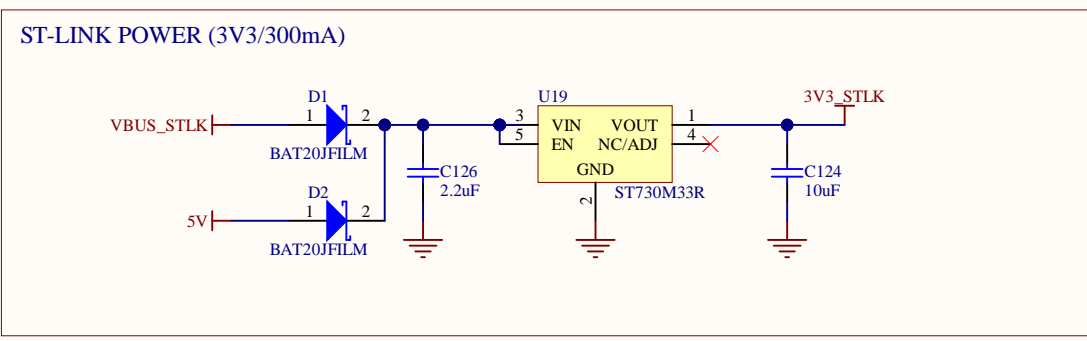 ST-LINK POWER (3V3/300mA)
D1
VBUS_STLK
1
2
BAT20JFILM
D2
5V
1
2
BAT20JFILM
C126
2.2uF
U19
3
VIN
VOUT
1
5
EN
NC/ADJ
4
GND
ST730M33R
2
3V3_STLK
C124
10uF